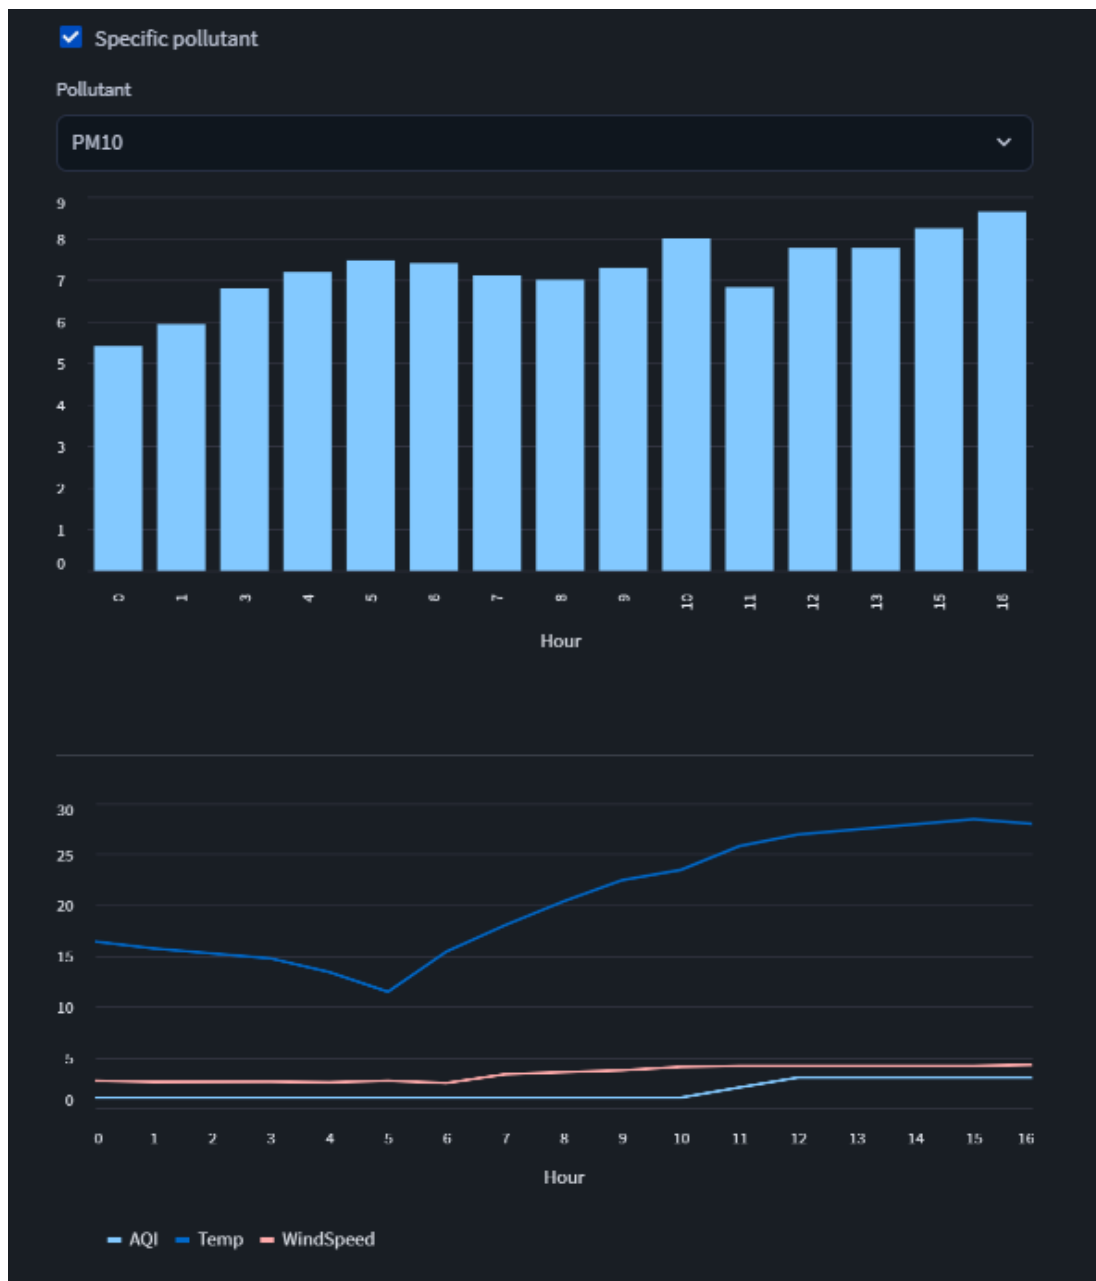 Specific pollutant
Pollutant
PM10
9
8
7
6
5
4
3
2
1
0
0 1 3 4 5 6 7 8 9 10 11 12 13 15 16
Hour
30
25
20
15
10
5
0
0 1 2 3 4 5 6 7 8 9 10 11 12 13 14 15 16
Hour
AQI Temp WindSpeed